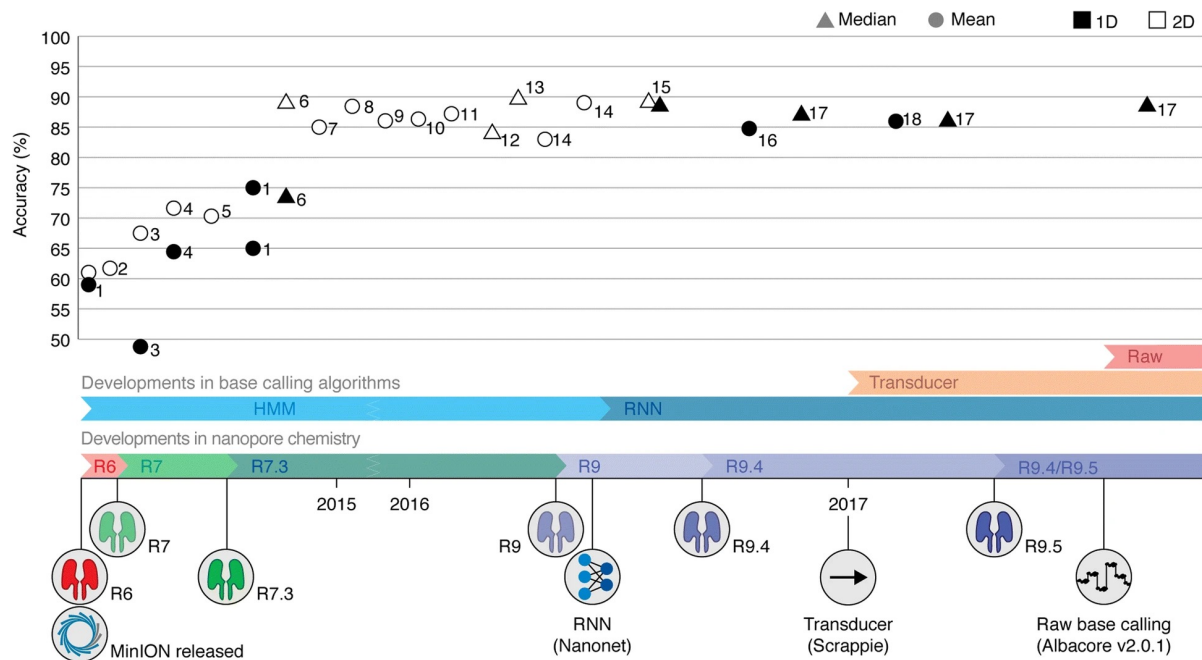 Median Mean 1D 2D
100
95
90
85
80
75
70
65
60
55
50
Accuracy (%)
1
2
3
3
4
4
5
1
1
6
6
7
8
9
10
11
12
13
14
14
15
16
17
18
17
17
Raw
Developments in base calling algorithms
Transducer
HMM
RNN
Developments in nanopore chemistry
R6 R7 R7.3 R9 R9.4 R9.4/R9.5
2015 2016 2017
R7 R9 R9.4 R9.5
R6 R7.3
RNN
(Nanonet)
Transducer
(Scrappie)
Raw base calling
(Albacore v2.0.1)
MinION released